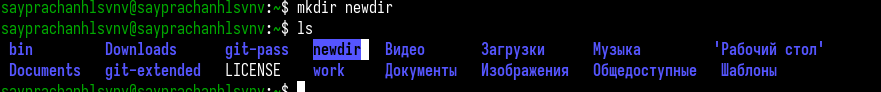 sayprachanhlsvnv@sayprachanhlsvnv:~$ mkdir newdir
sayprachanhlsvnv@sayprachanhlsvnv:~$ ls
bin Downloads git-pass newdir Видео Загрузки Музыка 'Рабочий стол'
Documents git-extended LICENSE work Документы Изображения Общедоступные Шаблоны
sayprachanhlsvnv@sayprachanhlsvnv:~$